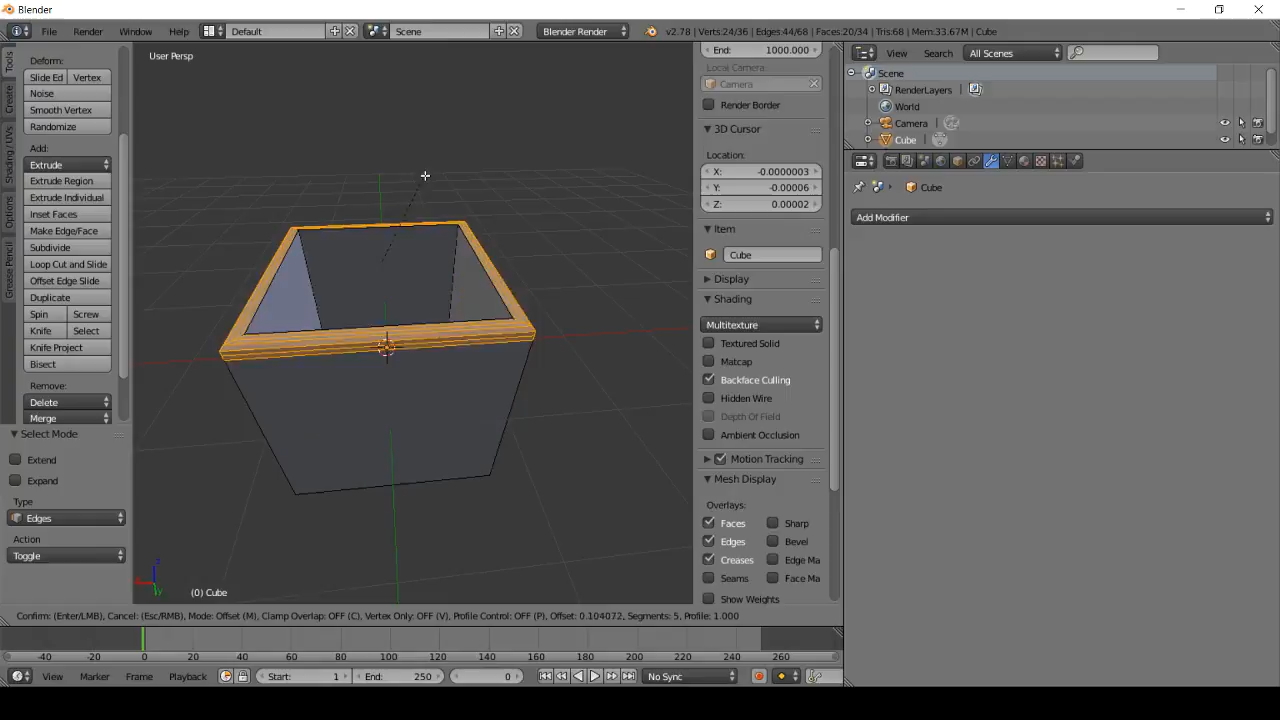 Blender
File Render Window Help Default Scene Blender Render v2.78 | Verts:24/36 | Edges:44/68 | Faces:20/34 | Tris:68 | Mem:33.67M | Cube
Tools
Create
Shading / UVs
Options
Grease Pencil
Deform:
Slide Ed Vertex
Noise
Smooth Vertex
Randomize
Add:
Extrude
Extrude Region
Extrude Individual
Inset Faces
Make Edge/Face
Subdivide
Loop Cut and Slide
Offset Edge Slide
Duplicate
Spin Screw
Knife Select
Knife Project
Bisect
Remove:
Delete
Merge
Select Mode
Extend
Expand
Type
Edges
Action
Toggle
User Persp
(0) Cube
End: 1000.000
Local Camera:
Camera
Render Border
3D Cursor
Location:
X: -0.0000003
Y: -0.00006
Z: 0.00002
Item
Cube
Display
Shading
Multitexture
Textured Solid
Matcap
Backface Culling
Hidden Wire
Depth Of Field
Ambient Occlusion
Motion Tracking
Mesh Display
Overlays:
Faces Sharp
Edges Bevel
Creases Edge Ma
Seams Face Ma
Show Weights
View Search All Scenes
Scene
RenderLayers
World
Camera
Cube
Cube
Add Modifier
Confirm: (Enter/LMB), Cancel: (Esc/RMB), Mode: Offset (M), Clamp Overlap: OFF (C), Vertex Only: OFF (V), Profile Control: OFF (P), Offset: 0.104072, Segments: 5, Profile: 1.000
-40 -20 0 20 40 60 80 100 120 140 160 180 200 220 240 260
View Marker Frame Playback Start: 1 End: 250 0 No Sync